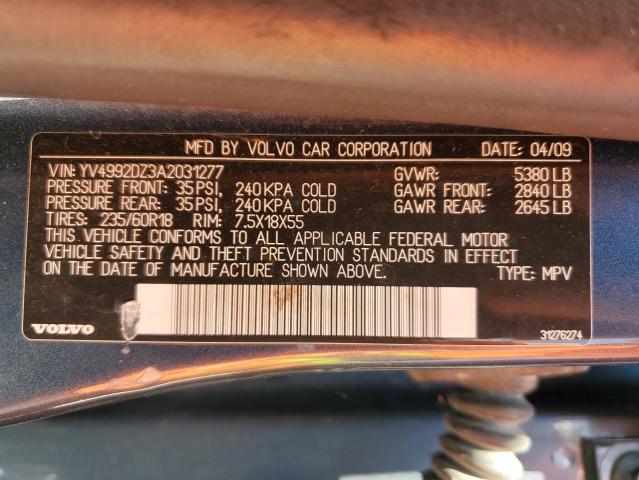 MFD BY VOLVO CAR CORPORATION DATE: 04/09
VIN: YV4992DZ3A2031277 GVWR: 5380 LB
PRESSURE FRONT: 35 PSI, 240 KPA COLD GAWR FRONT: 2840 LB
PRESSURE REAR: 35 PSI, 240 KPA COLD GAWR REAR: 2645 LB
TIRES: 235/60R18 RIM: 7.5X18X55
THIS VEHICLE CONFORMS TO ALL APPLICABLE FEDERAL MOTOR
VEHICLE SAFETY AND THEFT PREVENTION STANDARDS IN EFFECT
ON THE DATE OF MANUFACTURE SHOWN ABOVE. TYPE: MPV
VOLVO 31276274